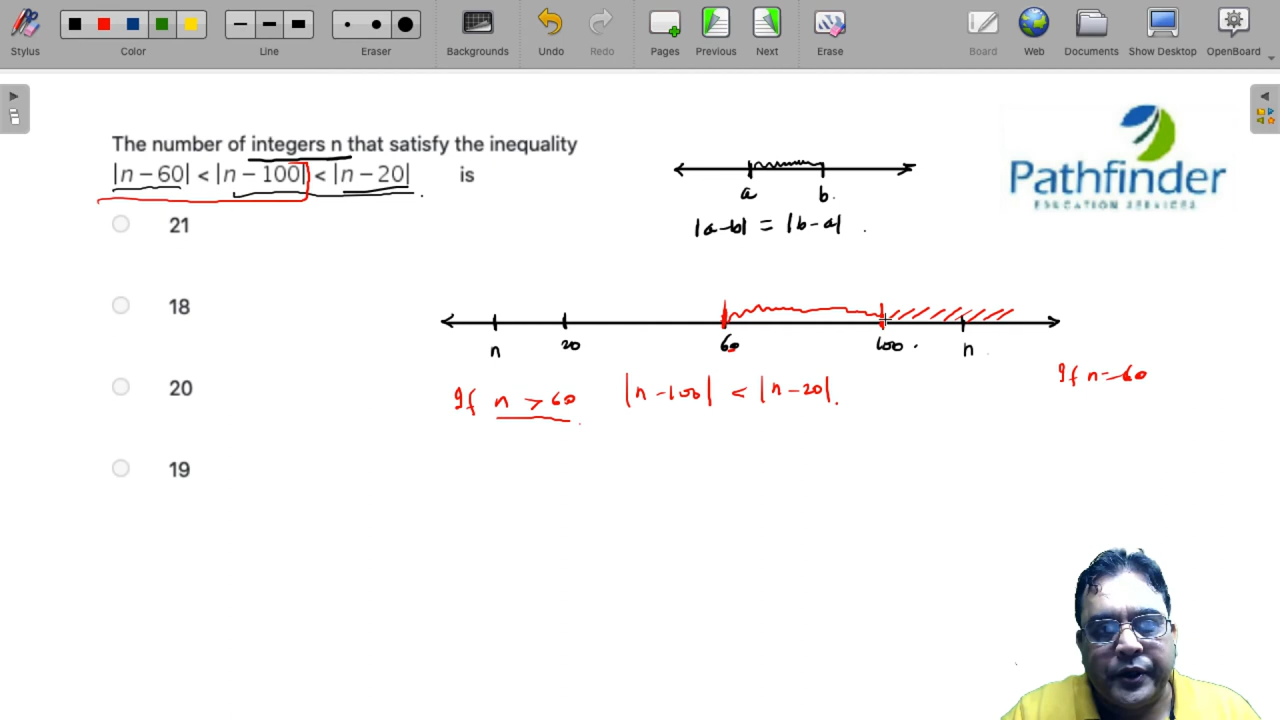 Stylus
Color
Line
Eraser
Backgrounds
Undo
Redo
Pages
Previous
Next
Erase
Board
Web
Documents
Show Desktop
OpenBoard
The number of integers n that satisfy the inequality
|n − 60| < |n − 100| < |n − 20| is
21
18
20
19
a b
|a-b| = |b-a|
Pathfinder
EDUCATION SERVICES
n 20 60 100 n
If n > 60 |n-100| < |n-20|.
If n = 60